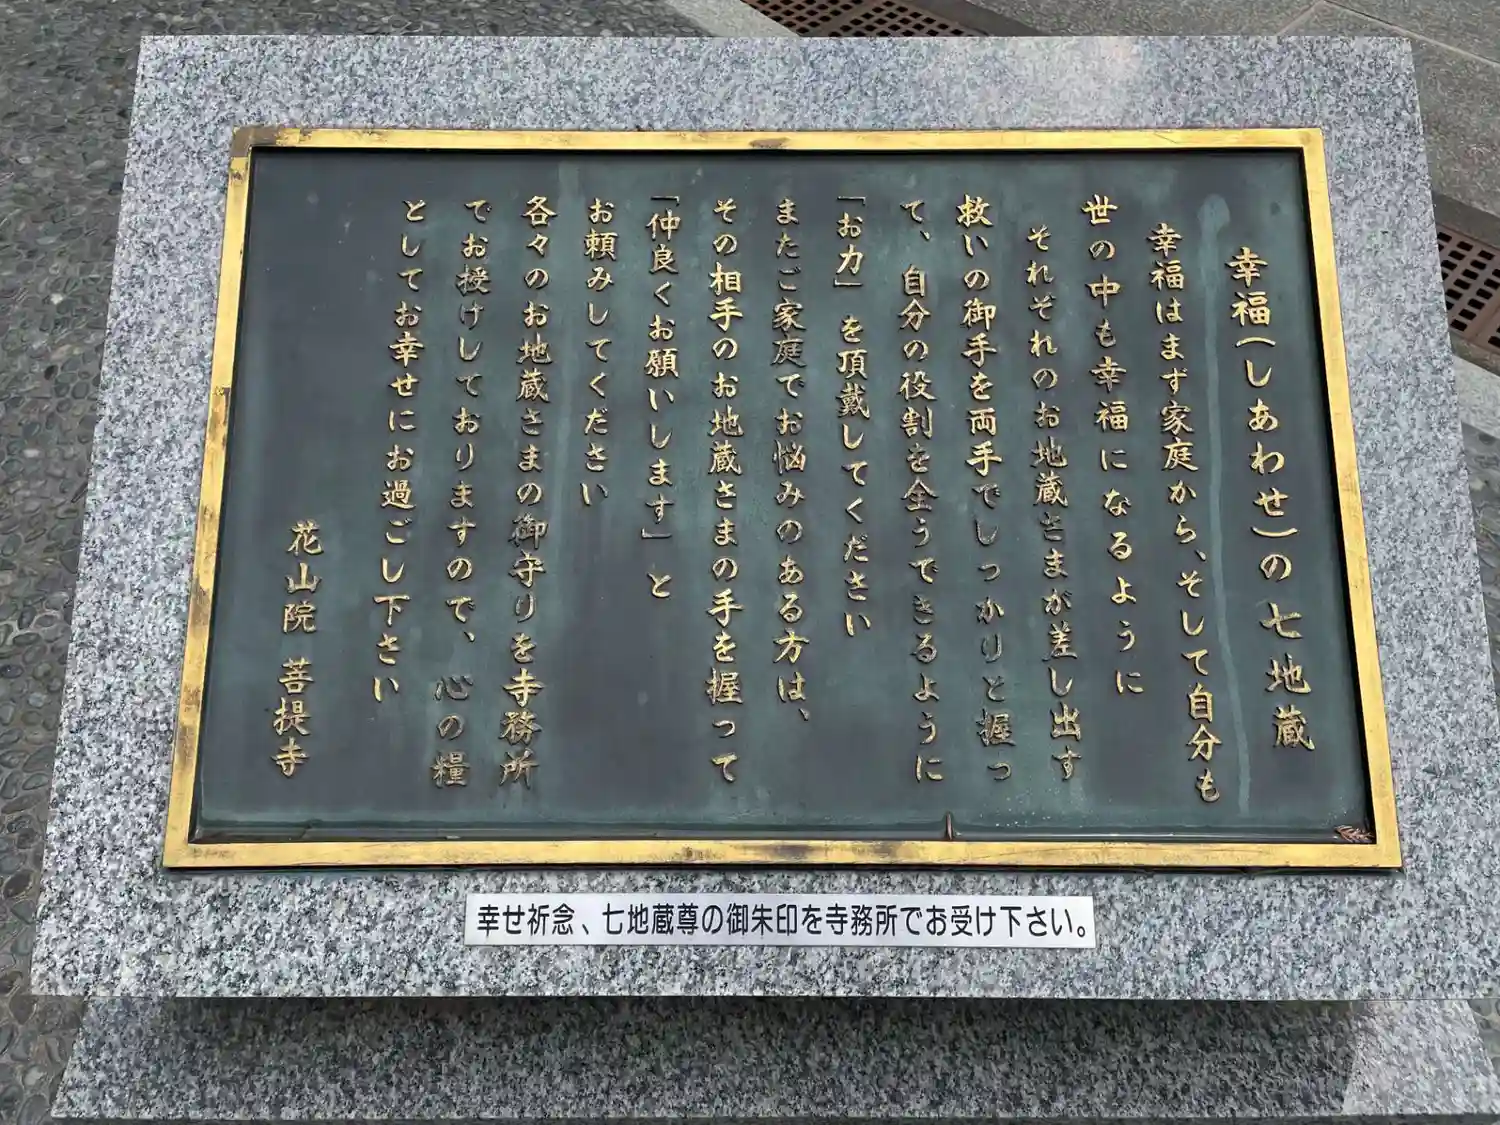 幸福(しあわせ)の七地蔵
幸福はまず家庭から、そして自分も
世の中も幸福になるように
それぞれのお地蔵さまが差し出す
救いの御手を両手でしっかりと握っ
て、自分の役割を全うできるように
「お力」を頂戴してください
またご家庭でお悩みのある方は、
その相手のお地蔵さまの手を握って
「仲良くお願いします」と
お頼みしてください
各々のお地蔵さまの御守りを寺務所
でお授けしておりますので、心の糧
としてお幸せにお過ごし下さい
花山院 菩提寺
幸せ祈念、七地蔵尊の御朱印を寺務所でお受け下さい。